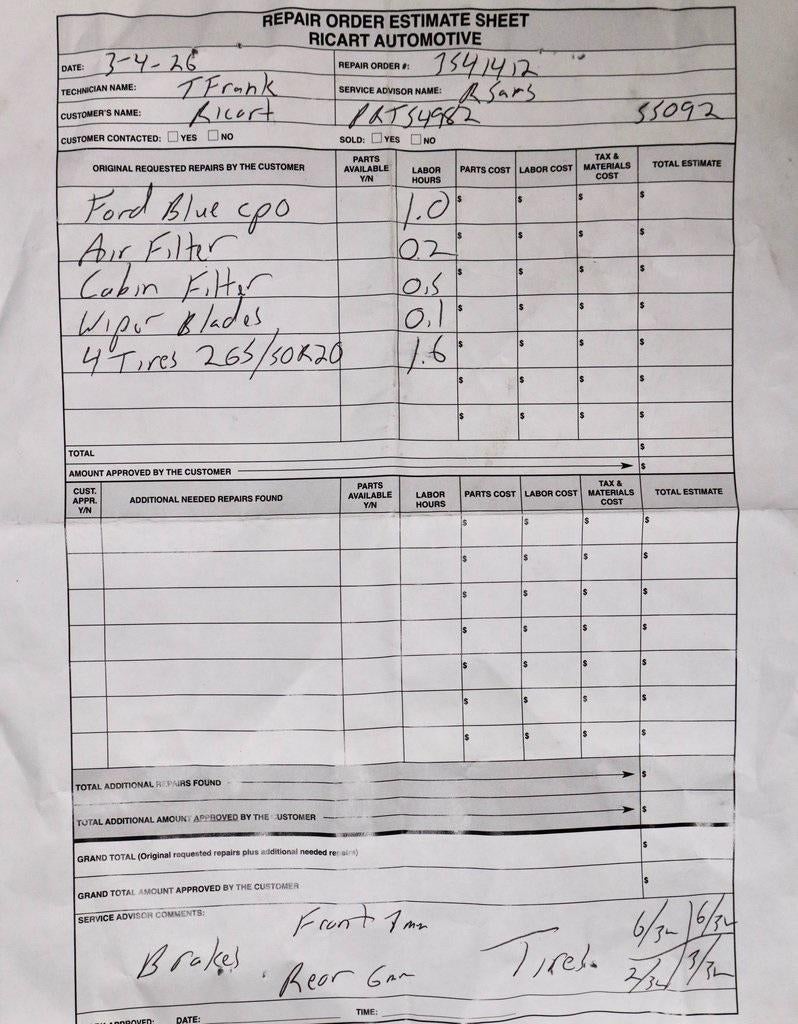 REPAIR ORDER ESTIMATE SHEET
RICART AUTOMOTIVE
DATE: 3-4-26 REPAIR ORDER #: 3541412
TECHNICIAN NAME: T Frank SERVICE ADVISOR NAME: R Sams
CUSTOMER'S NAME: Ricart PRT54982 55092
CUSTOMER CONTACTED: YES NO SOLD: YES NO
ORIGINAL REQUESTED REPAIRS BY THE CUSTOMER PARTS AVAILABLE Y/N LABOR HOURS PARTS COST LABOR COST TAX & MATERIALS COST TOTAL ESTIMATE
Ford Blue cpo 1.0 $ $ $ $
Air Filter 0.2 $ $ $ $
Cabin Filter 0.5 $ $ $ $
Wiper Blades 0.1 $ $ $ $
4 Tires 265/50R20 1.6 $ $ $ $
$ $ $ $
$ $ $ $
TOTAL $
AMOUNT APPROVED BY THE CUSTOMER $
CUST. APPR. Y/N ADDITIONAL NEEDED REPAIRS FOUND PARTS AVAILABLE Y/N LABOR HOURS PARTS COST LABOR COST TAX & MATERIALS COST TOTAL ESTIMATE
$ $ $ $
$ $ $ $
$ $ $ $
$ $ $ $
$ $ $ $
$ $ $ $
$ $ $ $
TOTAL ADDITIONAL REPAIRS FOUND $
TOTAL ADDITIONAL AMOUNT APPROVED BY THE CUSTOMER $
GRAND TOTAL (Original requested repairs plus additional needed repairs) $
GRAND TOTAL AMOUNT APPROVED BY THE CUSTOMER $
SERVICE ADVISOR COMMENTS:
Front 7mm 6/32 6/32
Brakes Tires
Rear 6mm 2/32 3/32
APPROVED: DATE: TIME: